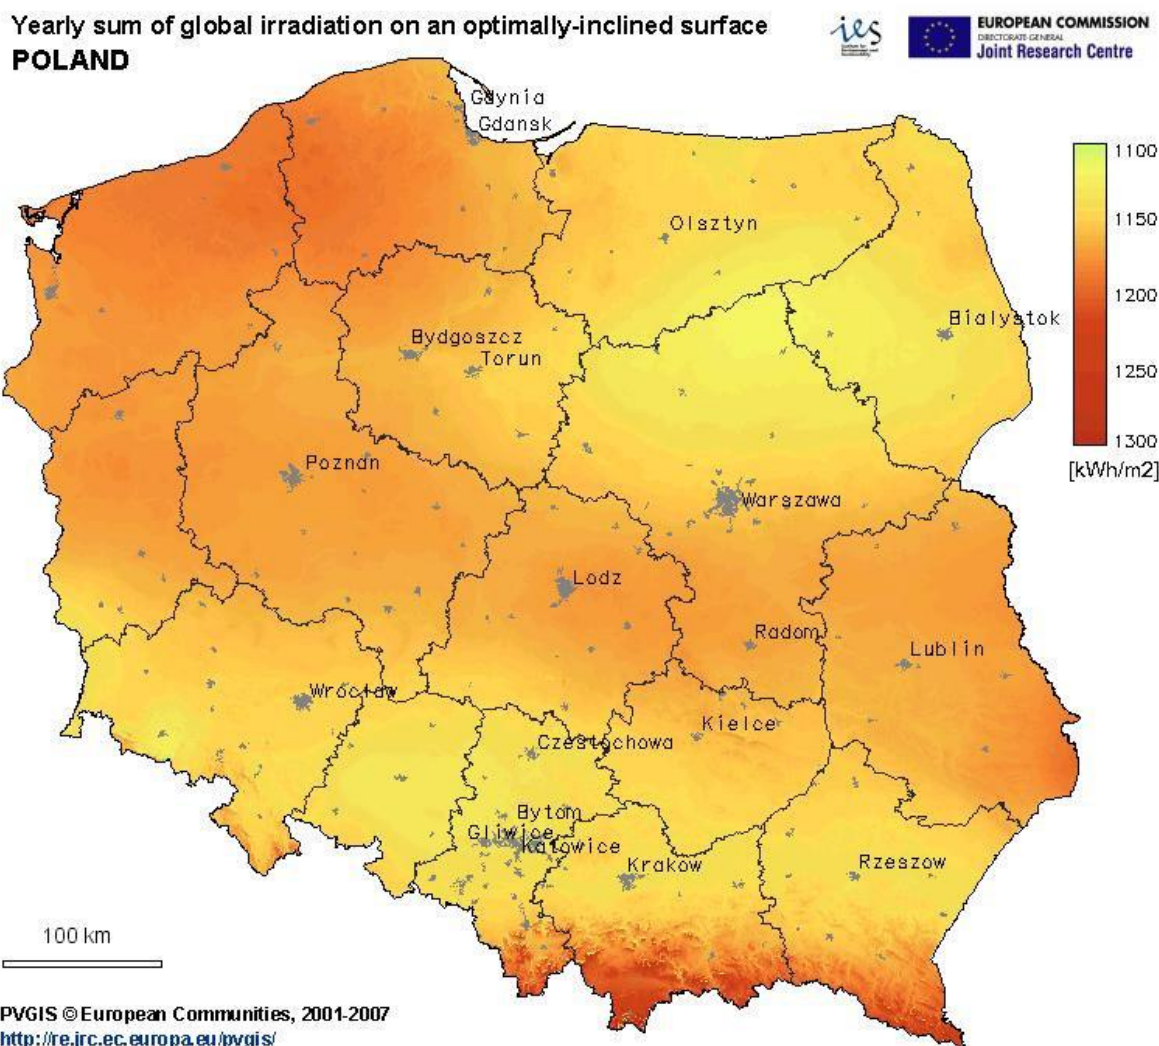 Yearly sum of global irradiation on an optimally-inclined surface
POLAND
ies
EUROPEAN COMMISSION
DIRECTORATE-GENERAL
Joint Research Centre
Gdynia
Gdansk
1100
1150
Olsztyn
1200
Bialystok
Bydgoszcz
Torun
1250
1300
[kWh/m2]
Poznan
Warszawa
Lodz
Radom
Lublin
Wroclaw
Kielce
Czestochowa
Bytom
Gliwice
Katowice
Krakow
Rzeszow
100 km
PVGIS © European Communities, 2001-2007
http://re.jrc.ec.europa.eu/pvgis/